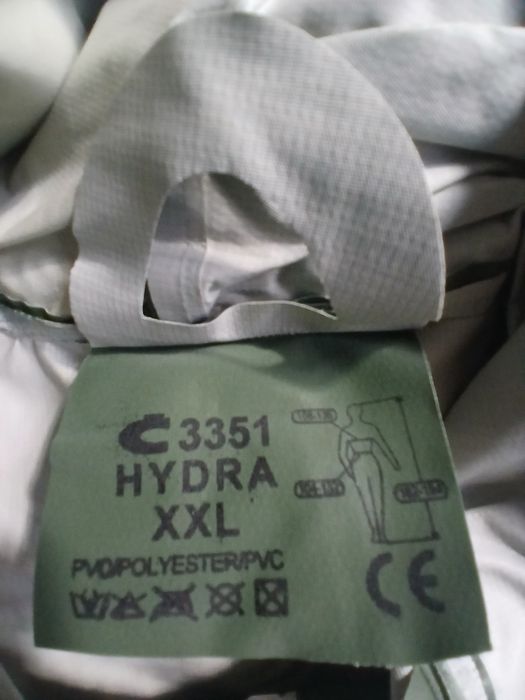 C 3351
HYDRA
XXL
PVC/POLYESTER/PVC
CE